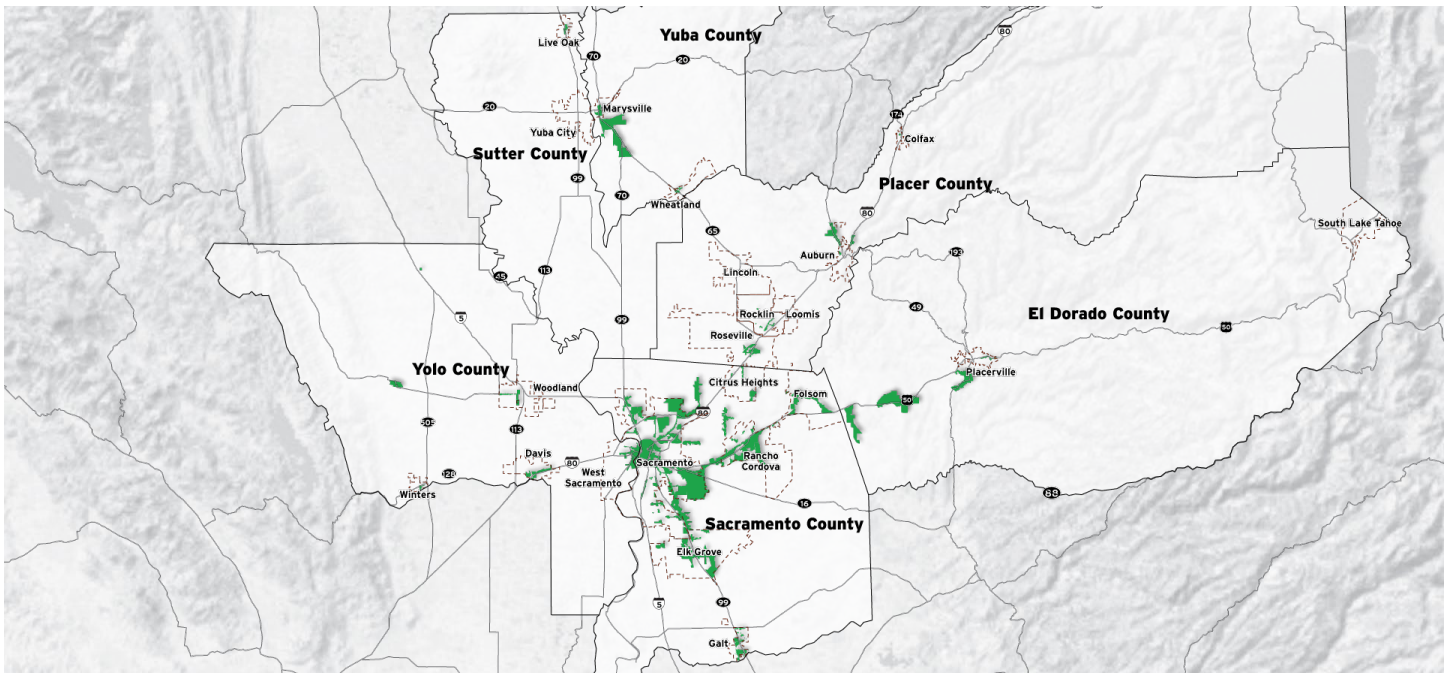 80
Yuba County
Live Oak
70
20
174
20
Marysville
Yuba City
Colfax
Sutter County
99
Placer County
70
Wheatland
80
South Lake Tahoe
65
193
Auburn
113
45
Lincoln
49
Rocklin
Loomis
El Dorado County
5
99
50
Roseville
Yolo County
Placerville
Citrus Heights
Woodland
Folsom
50
80
505
113
Davis
80
Sacramento
Rancho
Cordova
West
Sacramento
128
Winters
88
16
Sacramento County
Elk Grove
5
99
Galt